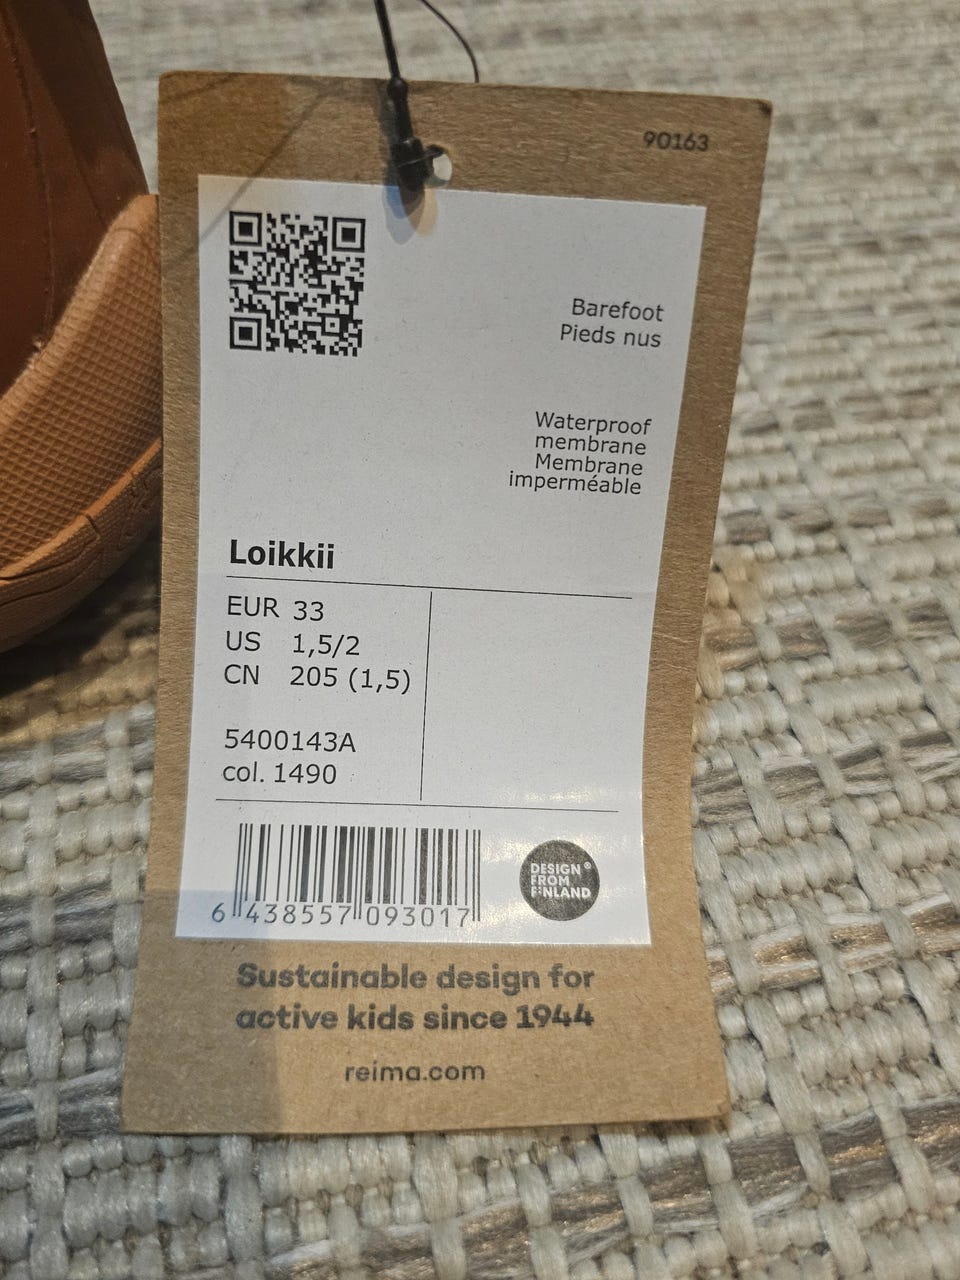 90163
Barefoot
Pieds nus
Waterproof
membrane
Membrane
imperméable
Loikkii
EUR 33
US 1,5/2
CN 205 (1,5)
5400143A
col. 1490
6 438557 093017
DESIGN ®
FROM
FINLAND
Sustainable design for
active kids since 1944
reima.com